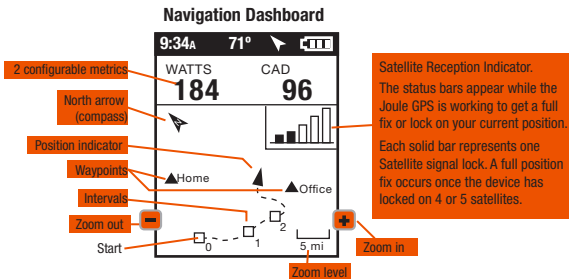 Navigation Dashboard
9:34A 71º
2 configurable metrics
WATTS CAD
184 96
North arrow
(compass)
N
Satellite Reception Indicator.
The status bars appear while the
Joule GPS is working to get a full
fix or lock on your current position.
Each solid bar represents one
Satellite signal lock. A full position
fix occurs once the device has
locked on 4 or 5 satellites.
Position indicator
Waypoints
Home
Office
Intervals
Zoom out
Start
0
1
2
5 mi
Zoom in
Zoom level